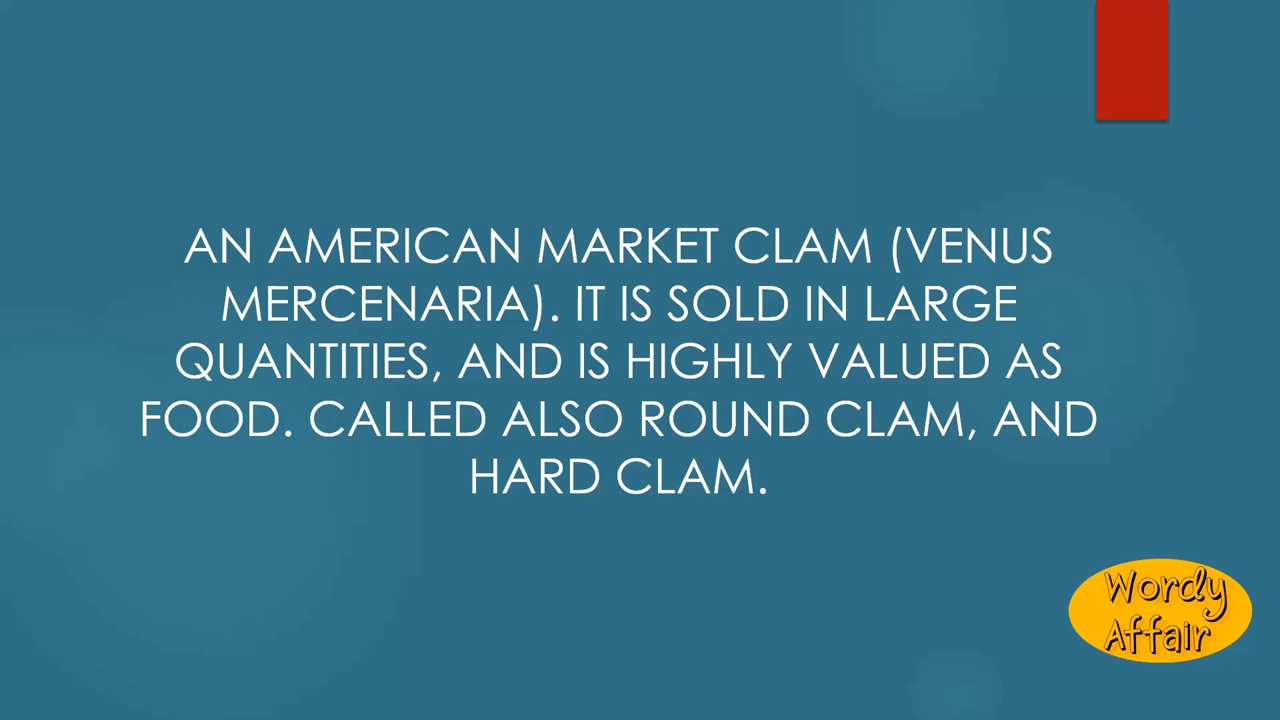 AN AMERICAN MARKET CLAM (VENUS
MERCENARIA). IT IS SOLD IN LARGE
QUANTITIES, AND IS HIGHLY VALUED AS
FOOD. CALLED ALSO ROUND CLAM, AND
HARD CLAM.
Wordy
Affair